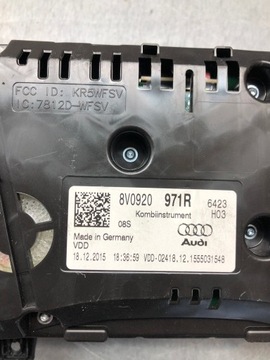 FCC ID: KR5WFSV
IC:7812D-WFSV
8V0920 971R 6423
Kombiinstrument H03
08S
Made in Germany
VDD
Audi
18.12.2015 18:36:59 VDD-02418.12.1555031548